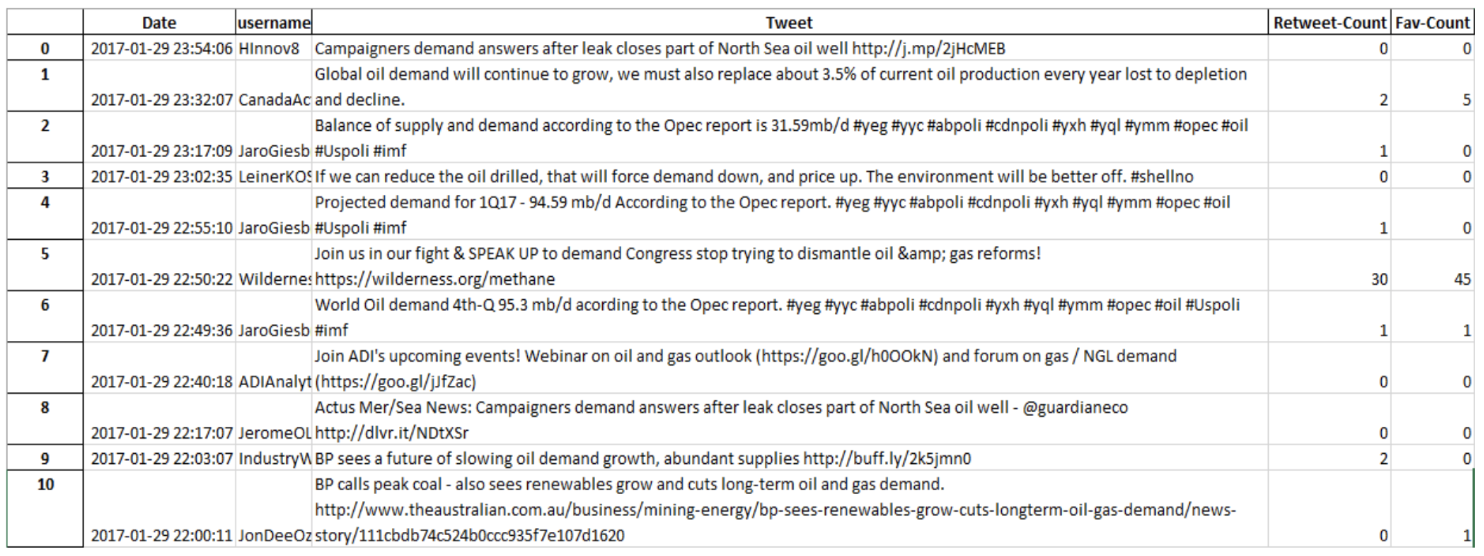 Date username Tweet Retweet-Count Fav-Count
0 2017-01-29 23:54:06 HInnov8 Campaigners demand answers after leak closes part of North Sea oil well http://j.mp/2jHcMEB 0 0
1 Global oil demand will continue to grow, we must also replace about 3.5% of current oil production every year lost to depletion
2017-01-29 23:32:07 CanadaAc and decline. 2 5
2 Balance of supply and demand according to the Opec report is 31.59mb/d #yeg #yyc #abpoli #cdnpoli #yxh #yql #ymm #opec #oil
2017-01-29 23:17:09 JaroGiesb #Uspoli #imf 1 0
3 2017-01-29 23:02:35 LeinerKOS If we can reduce the oil drilled, that will force demand down, and price up. The environment will be better off. #shellno 0 0
4 Projected demand for 1Q17 - 94.59 mb/d According to the Opec report. #yeg #yyc #abpoli #cdnpoli #yxh #yql #ymm #opec #oil
2017-01-29 22:55:10 JaroGiesb #Uspoli #imf 1 0
5 Join us in our fight & SPEAK UP to demand Congress stop trying to dismantle oil &amp; gas reforms!
2017-01-29 22:50:22 Wildernes https://wilderness.org/methane 30 45
6 World Oil demand 4th-Q 95.3 mb/d acording to the Opec report. #yeg #yyc #abpoli #cdnpoli #yxh #yql #ymm #opec #oil #Uspoli
2017-01-29 22:49:36 JaroGiesb #imf 1 1
7 Join ADI's upcoming events! Webinar on oil and gas outlook (https://goo.gl/h0OOkN) and forum on gas / NGL demand
2017-01-29 22:40:18 ADIAnalyt (https://goo.gl/jJfZac) 0 0
8 Actus Mer/Sea News: Campaigners demand answers after leak closes part of North Sea oil well - @guardianeco
2017-01-29 22:17:07 JeromeOL http://dlvr.it/NDtXSr 0 0
9 2017-01-29 22:03:07 IndustryW BP sees a future of slowing oil demand growth, abundant supplies http://buff.ly/2k5jmn0 2 0
10 BP calls peak coal - also sees renewables grow and cuts long-term oil and gas demand.
http://www.theaustralian.com.au/business/mining-energy/bp-sees-renewables-grow-cuts-longterm-oil-gas-demand/news-
2017-01-29 22:00:11 JonDeeOz story/111cbdb74c524b0ccc935f7e107d1620 0 1